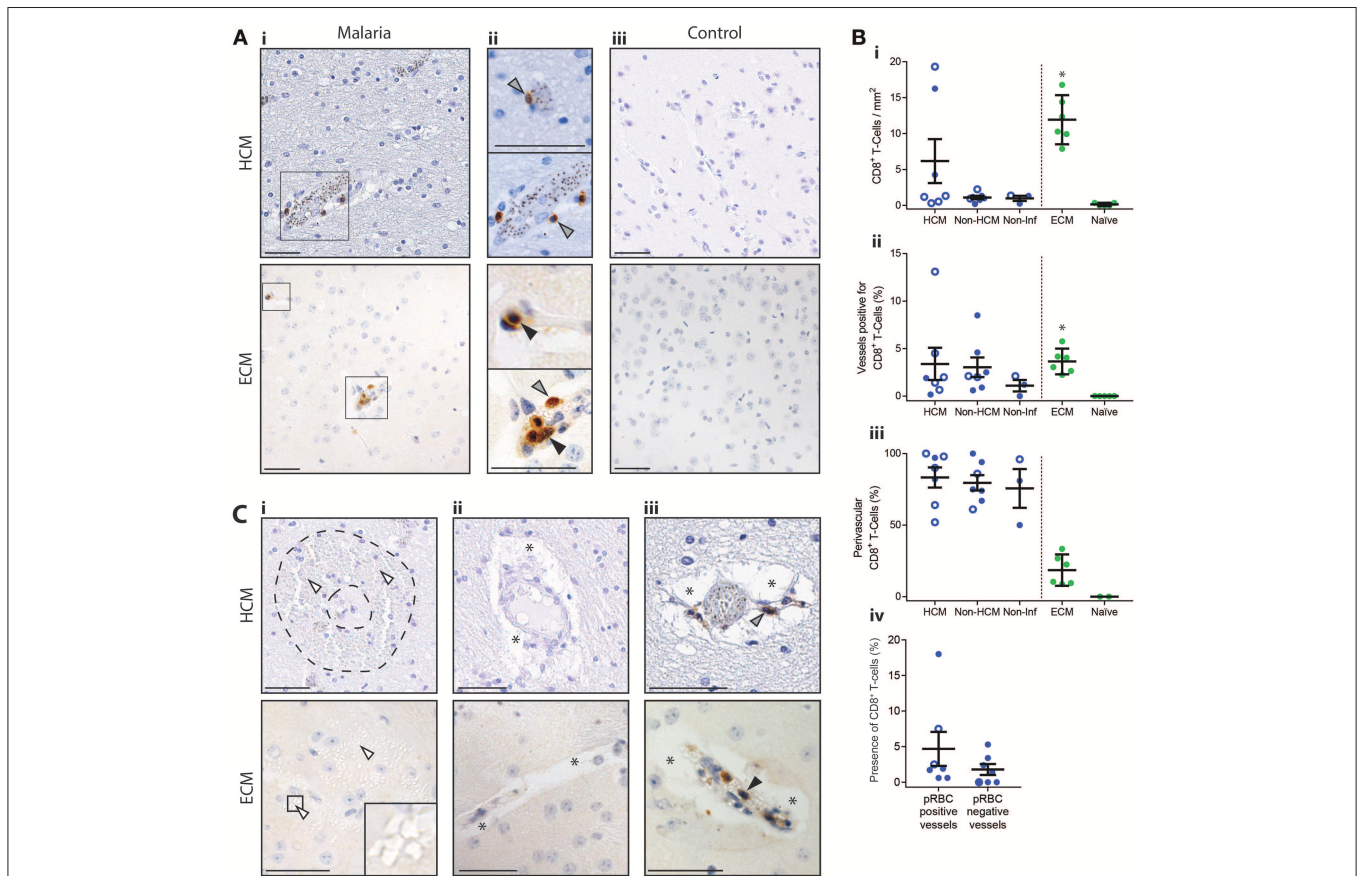 A
i
Malaria
ii
iii
Control
HCM
ECM
B
i
CD8⁺ T-Cells / mm²
20
15
10
5
0
*
HCM
Non-HCM
Non-Inf
ECM
Naïve
ii
Vessels positive for
CD8⁺ T-Cells (%)
15
10
5
0
*
HCM
Non-HCM
Non-Inf
ECM
Naïve
iii
Perivascular
CD8⁺ T-Cells (%)
100
50
0
HCM
Non-HCM
Non-Inf
ECM
Naïve
iv
Presence of CD8⁺ T-cells (%)
20
15
10
5
0
pRBC
positive
vessels
pRBC
negative
vessels
C
i
ii
iii
HCM
*
*
*
*
ECM
*
*
*
*